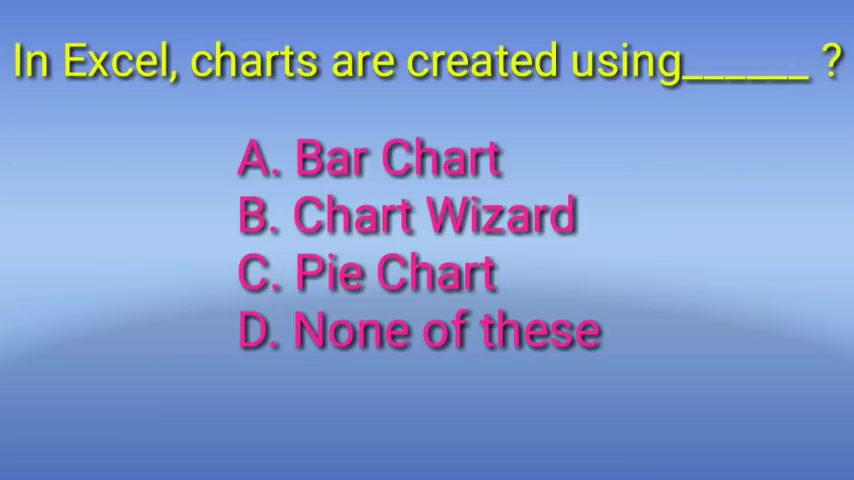 In Excel, charts are created using______ ?
A. Bar Chart
B. Chart Wizard
C. Pie Chart
D. None of these